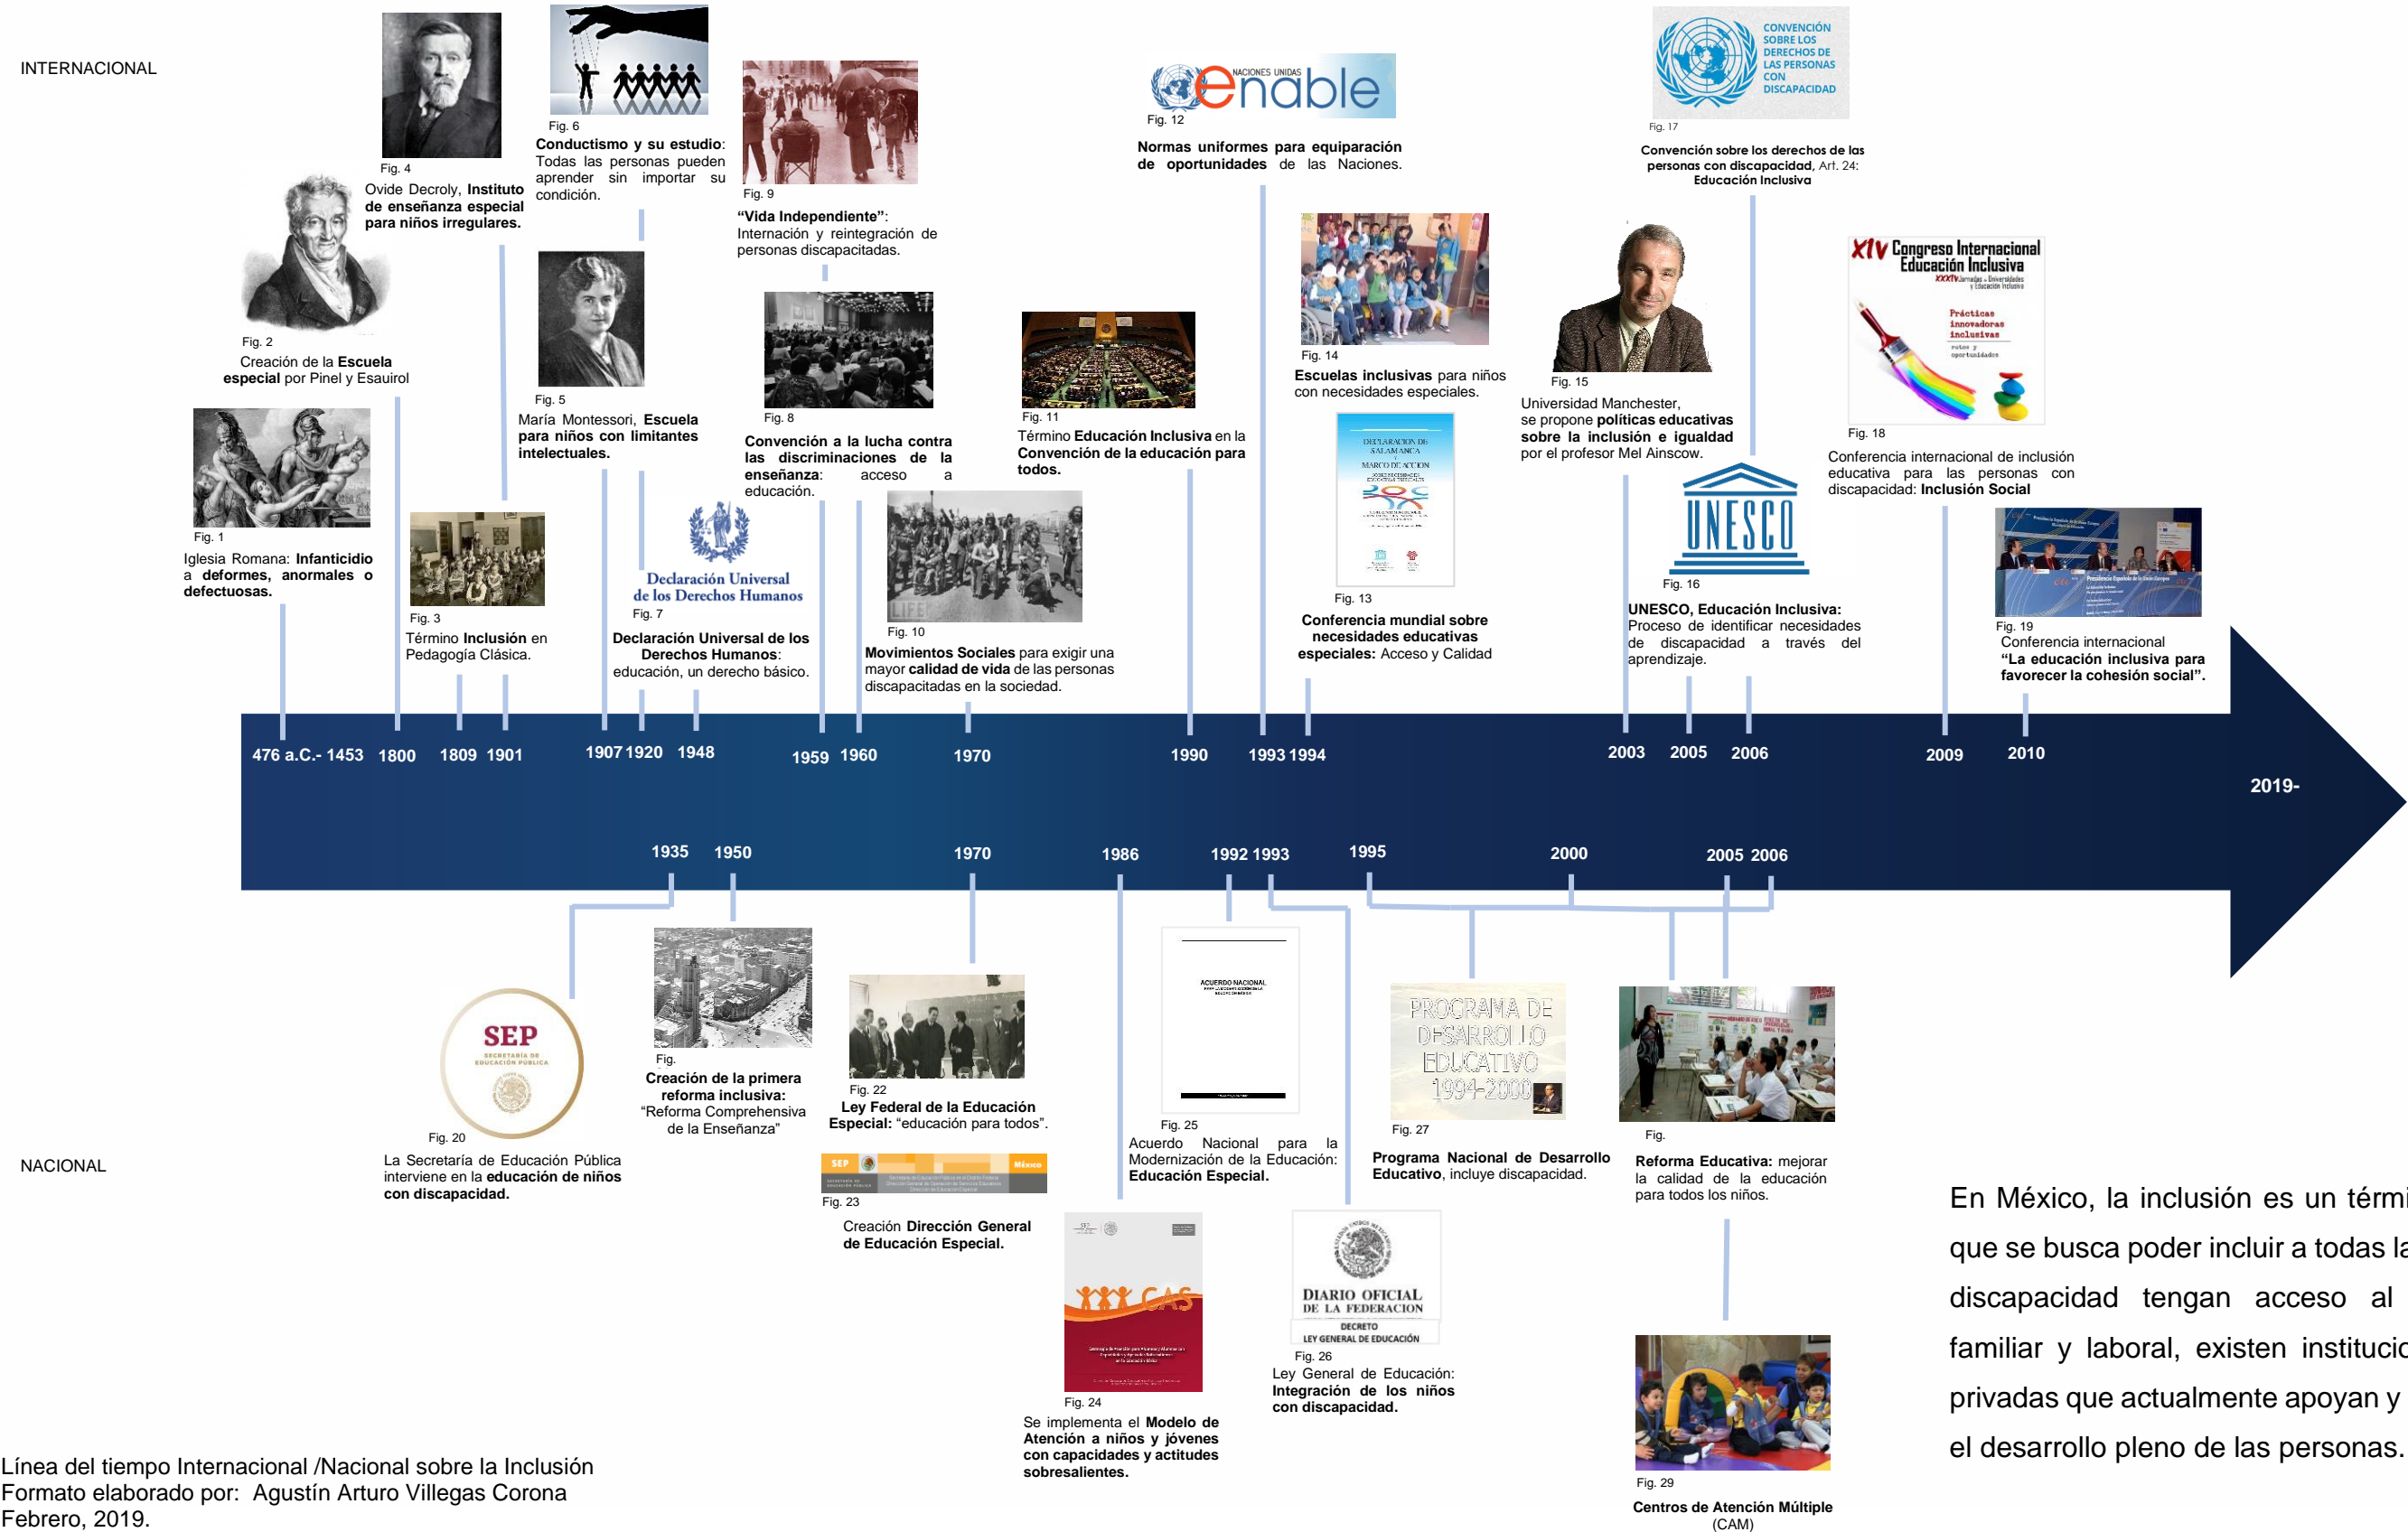 INTERNACIONAL
Fig. 4
Ovide Decroly, Instituto
de enseñanza especial
para niños irregulares.
Fig. 6
Conductismo y su estudio:
Todas las personas pueden
aprender sin importar su
condición.
Fig. 9
“Vida Independiente”:
Internación y reintegración de
personas discapacitadas.
NACIONES UNIDAS
enable
Fig. 12
Normas uniformes para equiparación
de oportunidades de las Naciones.
CONVENCIÓN
SOBRE LOS
DERECHOS DE
LAS PERSONAS
CON
DISCAPACIDAD
Fig. 17
Convención sobre los derechos de las
personas con discapacidad, Art. 24:
Educación Inclusiva
Fig. 2
Creación de la Escuela
especial por Pinel y Esauirol
Fig. 5
María Montessori, Escuela
para niños con limitantes
intelectuales.
Fig. 8
Convención a la lucha contra
las discriminaciones de la
enseñanza: acceso a
educación.
Fig. 11
Término Educación Inclusiva en la
Convención de la educación para
todos.
Fig. 14
Escuelas inclusivas para niños
con necesidades especiales.
Fig. 15
Universidad Manchester,
se propone políticas educativas
sobre la inclusión e igualdad
por el profesor Mel Ainscow.
XIV Congreso Internacional
Educación Inclusiva
XXXIV Jornadas de Universidades
y Educación Inclusiva
Prácticas
innovadoras
inclusivas
retos y
oportunidades
Fig. 18
Conferencia internacional de inclusión
educativa para las personas con
discapacidad: Inclusión Social
Fig. 1
Iglesia Romana: Infanticidio
a deformes, anormales o
defectuosas.
Fig. 3
Término Inclusión en
Pedagogía Clásica.
Declaración Universal
de los Derechos Humanos
Fig. 7
Declaración Universal de los
Derechos Humanos:
educación, un derecho básico.
LIFE
Fig. 10
Movimientos Sociales para exigir una
mayor calidad de vida de las personas
discapacitadas en la sociedad.
DECLARACION DE
SALAMANCA
Y
MARCO DE ACCION
SOBRE NECESIDADES
EDUCATIVAS ESPECIALES
Fig. 13
Conferencia mundial sobre
necesidades educativas
especiales: Acceso y Calidad
UNESCO
Fig. 16
UNESCO, Educación Inclusiva:
Proceso de identificar necesidades
de discapacidad a través del
aprendizaje.
Fig. 19
Conferencia internacional
“La educación inclusiva para
favorecer la cohesión social”.
476 a.C.- 1453 1800 1809 1901 1907 1920 1948 1959 1960 1970 1990 1993 1994 2003 2005 2006 2009 2010
2019-
1935 1950 1970 1986 1992 1993 1995 2000 2005 2006
NACIONAL
SEP
SECRETARÍA DE
EDUCACIÓN PÚBLICA
Fig. 20
La Secretaría de Educación Pública
interviene en la educación de niños
con discapacidad.
Fig.
Creación de la primera
reforma inclusiva:
“Reforma Comprehensiva
de la Enseñanza”
Fig. 22
Ley Federal de la Educación
Especial: “educación para todos”.
SEP
México
Fig. 23
Creación Dirección General
de Educación Especial.
CAS
Fig. 24
Se implementa el Modelo de
Atención a niños y jóvenes
con capacidades y actitudes
sobresalientes.
ACUERDO NACIONAL
Fig. 25
Acuerdo Nacional para la
Modernización de la Educación:
Educación Especial.
DIARIO OFICIAL
DE LA FEDERACION
DECRETO
LEY GENERAL DE EDUCACIÓN
Fig. 26
Ley General de Educación:
Integración de los niños
con discapacidad.
PROGRAMA DE
DESARROLLO
EDUCATIVO
1994-2000
Fig. 27
Programa Nacional de Desarrollo
Educativo, incluye discapacidad.
Fig.
Reforma Educativa: mejorar
la calidad de la educación
para todos los niños.
Fig. 29
Centros de Atención Múltiple
(CAM)
En México, la inclusión es un térmi
que se busca poder incluir a todas la
discapacidad tengan acceso al
familiar y laboral, existen institucio
privadas que actualmente apoyan y
el desarrollo pleno de las personas.
Línea del tiempo Internacional /Nacional sobre la Inclusión
Formato elaborado por: Agustín Arturo Villegas Corona
Febrero, 2019.